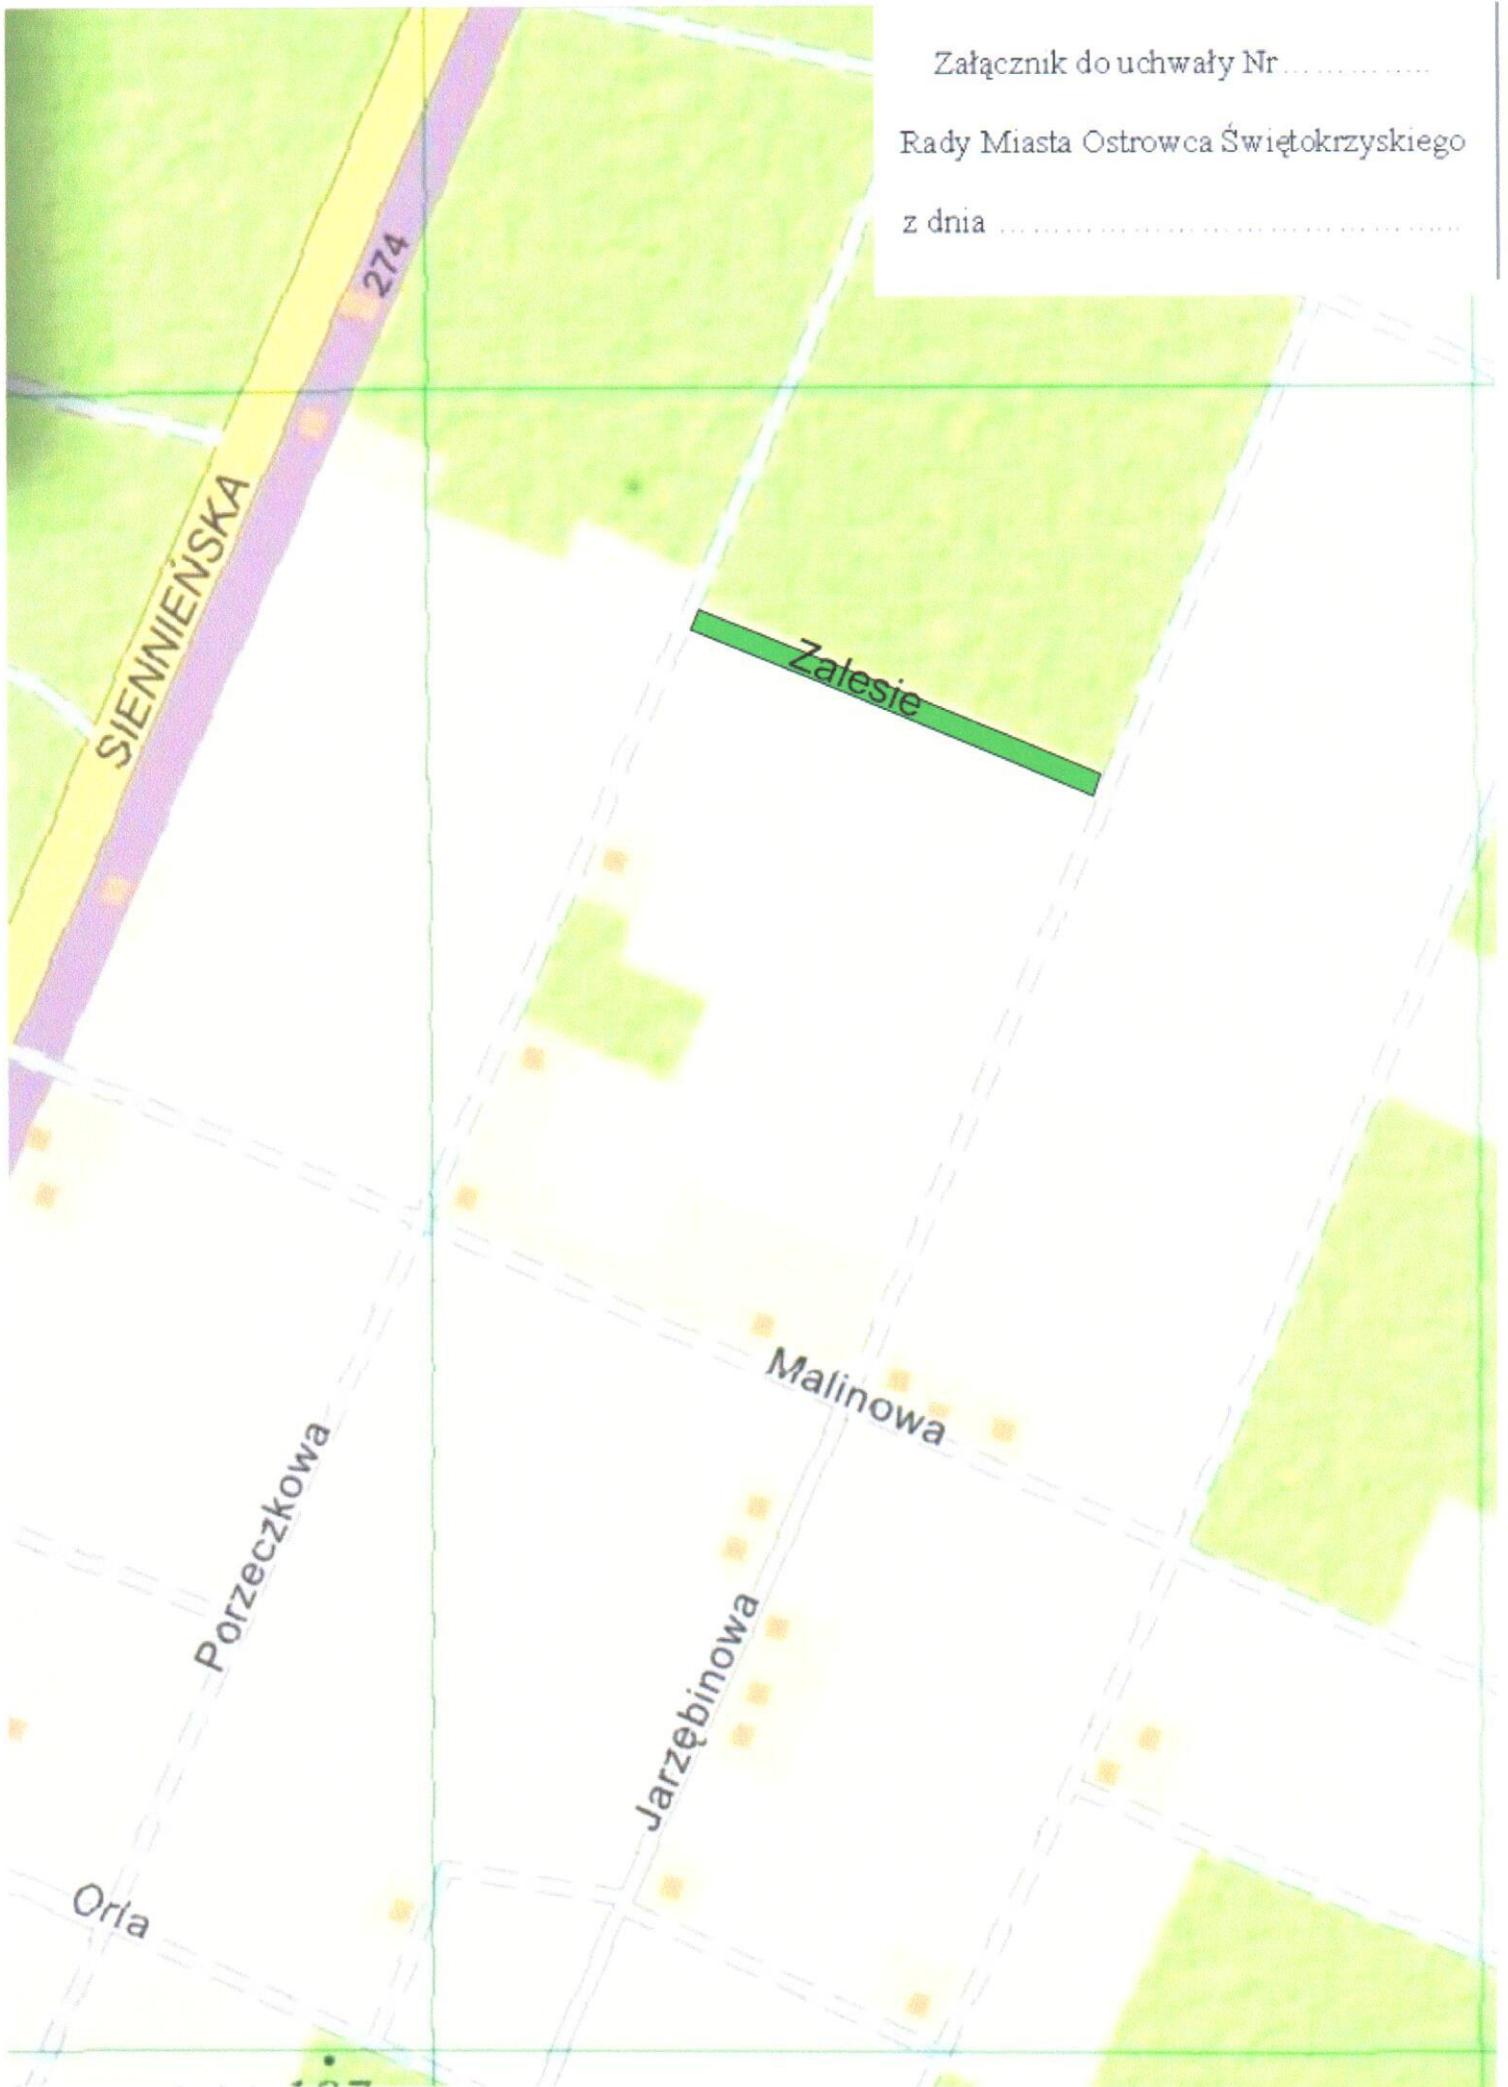 Załącznik do uchwały Nr..................
Rady Miasta Ostrowca Świętokrzyskiego
z dnia ..........................................................
274
SIENNIEŃSKA
Zalesie
Malinowa
Porzeczkowa
Jarzębinowa
Orla